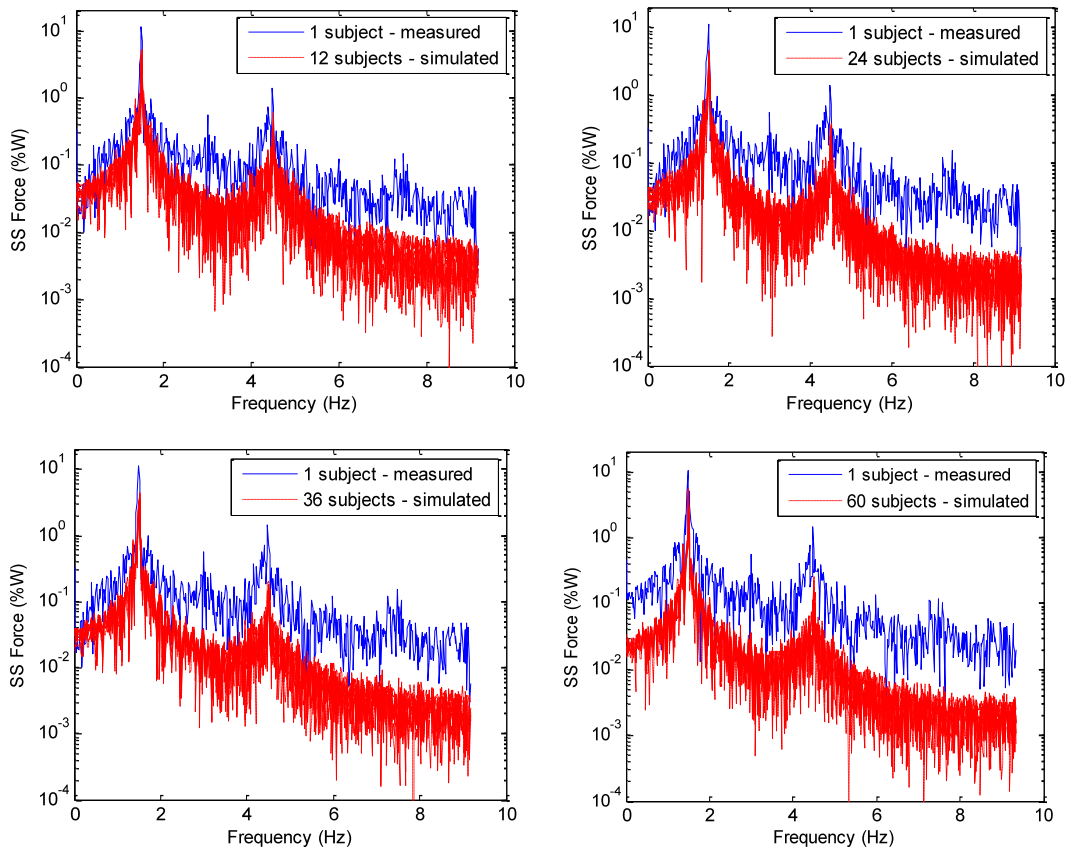 1 subject - measured
12 subjects - simulated
SS Force (%W)
10^1
10^0
10^-1
10^-2
10^-3
10^-4
0 2 4 6 8 10
Frequency (Hz)
1 subject - measured
24 subjects - simulated
SS Force (%W)
10^1
10^0
10^-1
10^-2
10^-3
10^-4
0 2 4 6 8 10
Frequency (Hz)
1 subject - measured
36 subjects - simulated
SS Force (%W)
10^1
10^0
10^-1
10^-2
10^-3
10^-4
0 2 4 6 8 10
Frequency (Hz)
1 subject - measured
60 subjects - simulated
SS Force (%W)
10^1
10^0
10^-1
10^-2
10^-3
10^-4
0 2 4 6 8 10
Frequency (Hz)